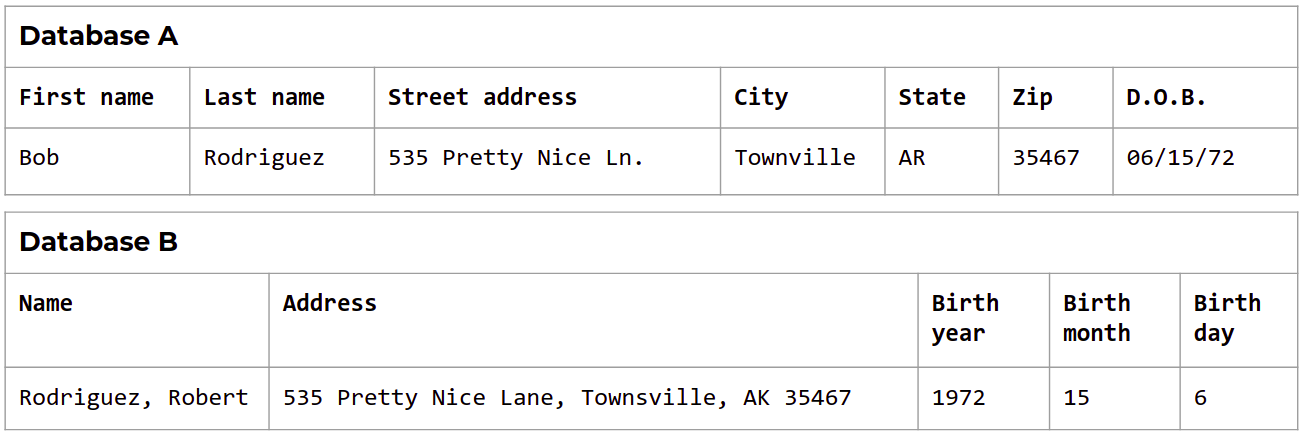 Database A
First name Last name Street address City State Zip D.O.B.
Bob Rodriguez 535 Pretty Nice Ln. Townville AR 35467 06/15/72
Database B
Name Address Birth year Birth month Birth day
Rodriguez, Robert 535 Pretty Nice Lane, Townsville, AK 35467 1972 15 6